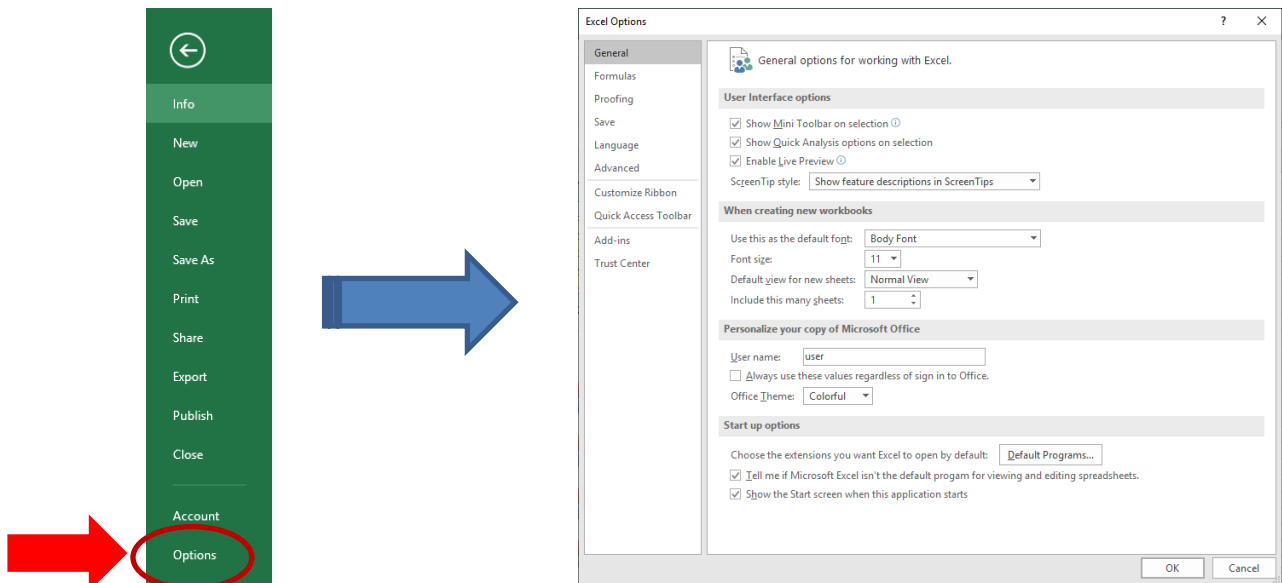 Info
New
Open
Save
Save As
Print
Share
Export
Publish
Close
Account
Options
Excel Options
?
General
Formulas
Proofing
Save
Language
Advanced
Customize Ribbon
Quick Access Toolbar
Add-ins
Trust Center
General options for working with Excel.
User Interface options
Show Mini Toolbar on selection
Show Quick Analysis options on selection
Enable Live Preview
ScreenTip style: Show feature descriptions in ScreenTips
When creating new workbooks
Use this as the default font: Body Font
Font size: 11
Default view for new sheets: Normal View
Include this many sheets: 1
Personalize your copy of Microsoft Office
User name: user
Always use these values regardless of sign in to Office.
Office Theme: Colorful
Start up options
Choose the extensions you want Excel to open by default: Default Programs...
Tell me if Microsoft Excel isn't the default progam for viewing and editing spreadsheets.
Show the Start screen when this application starts
OK Cancel